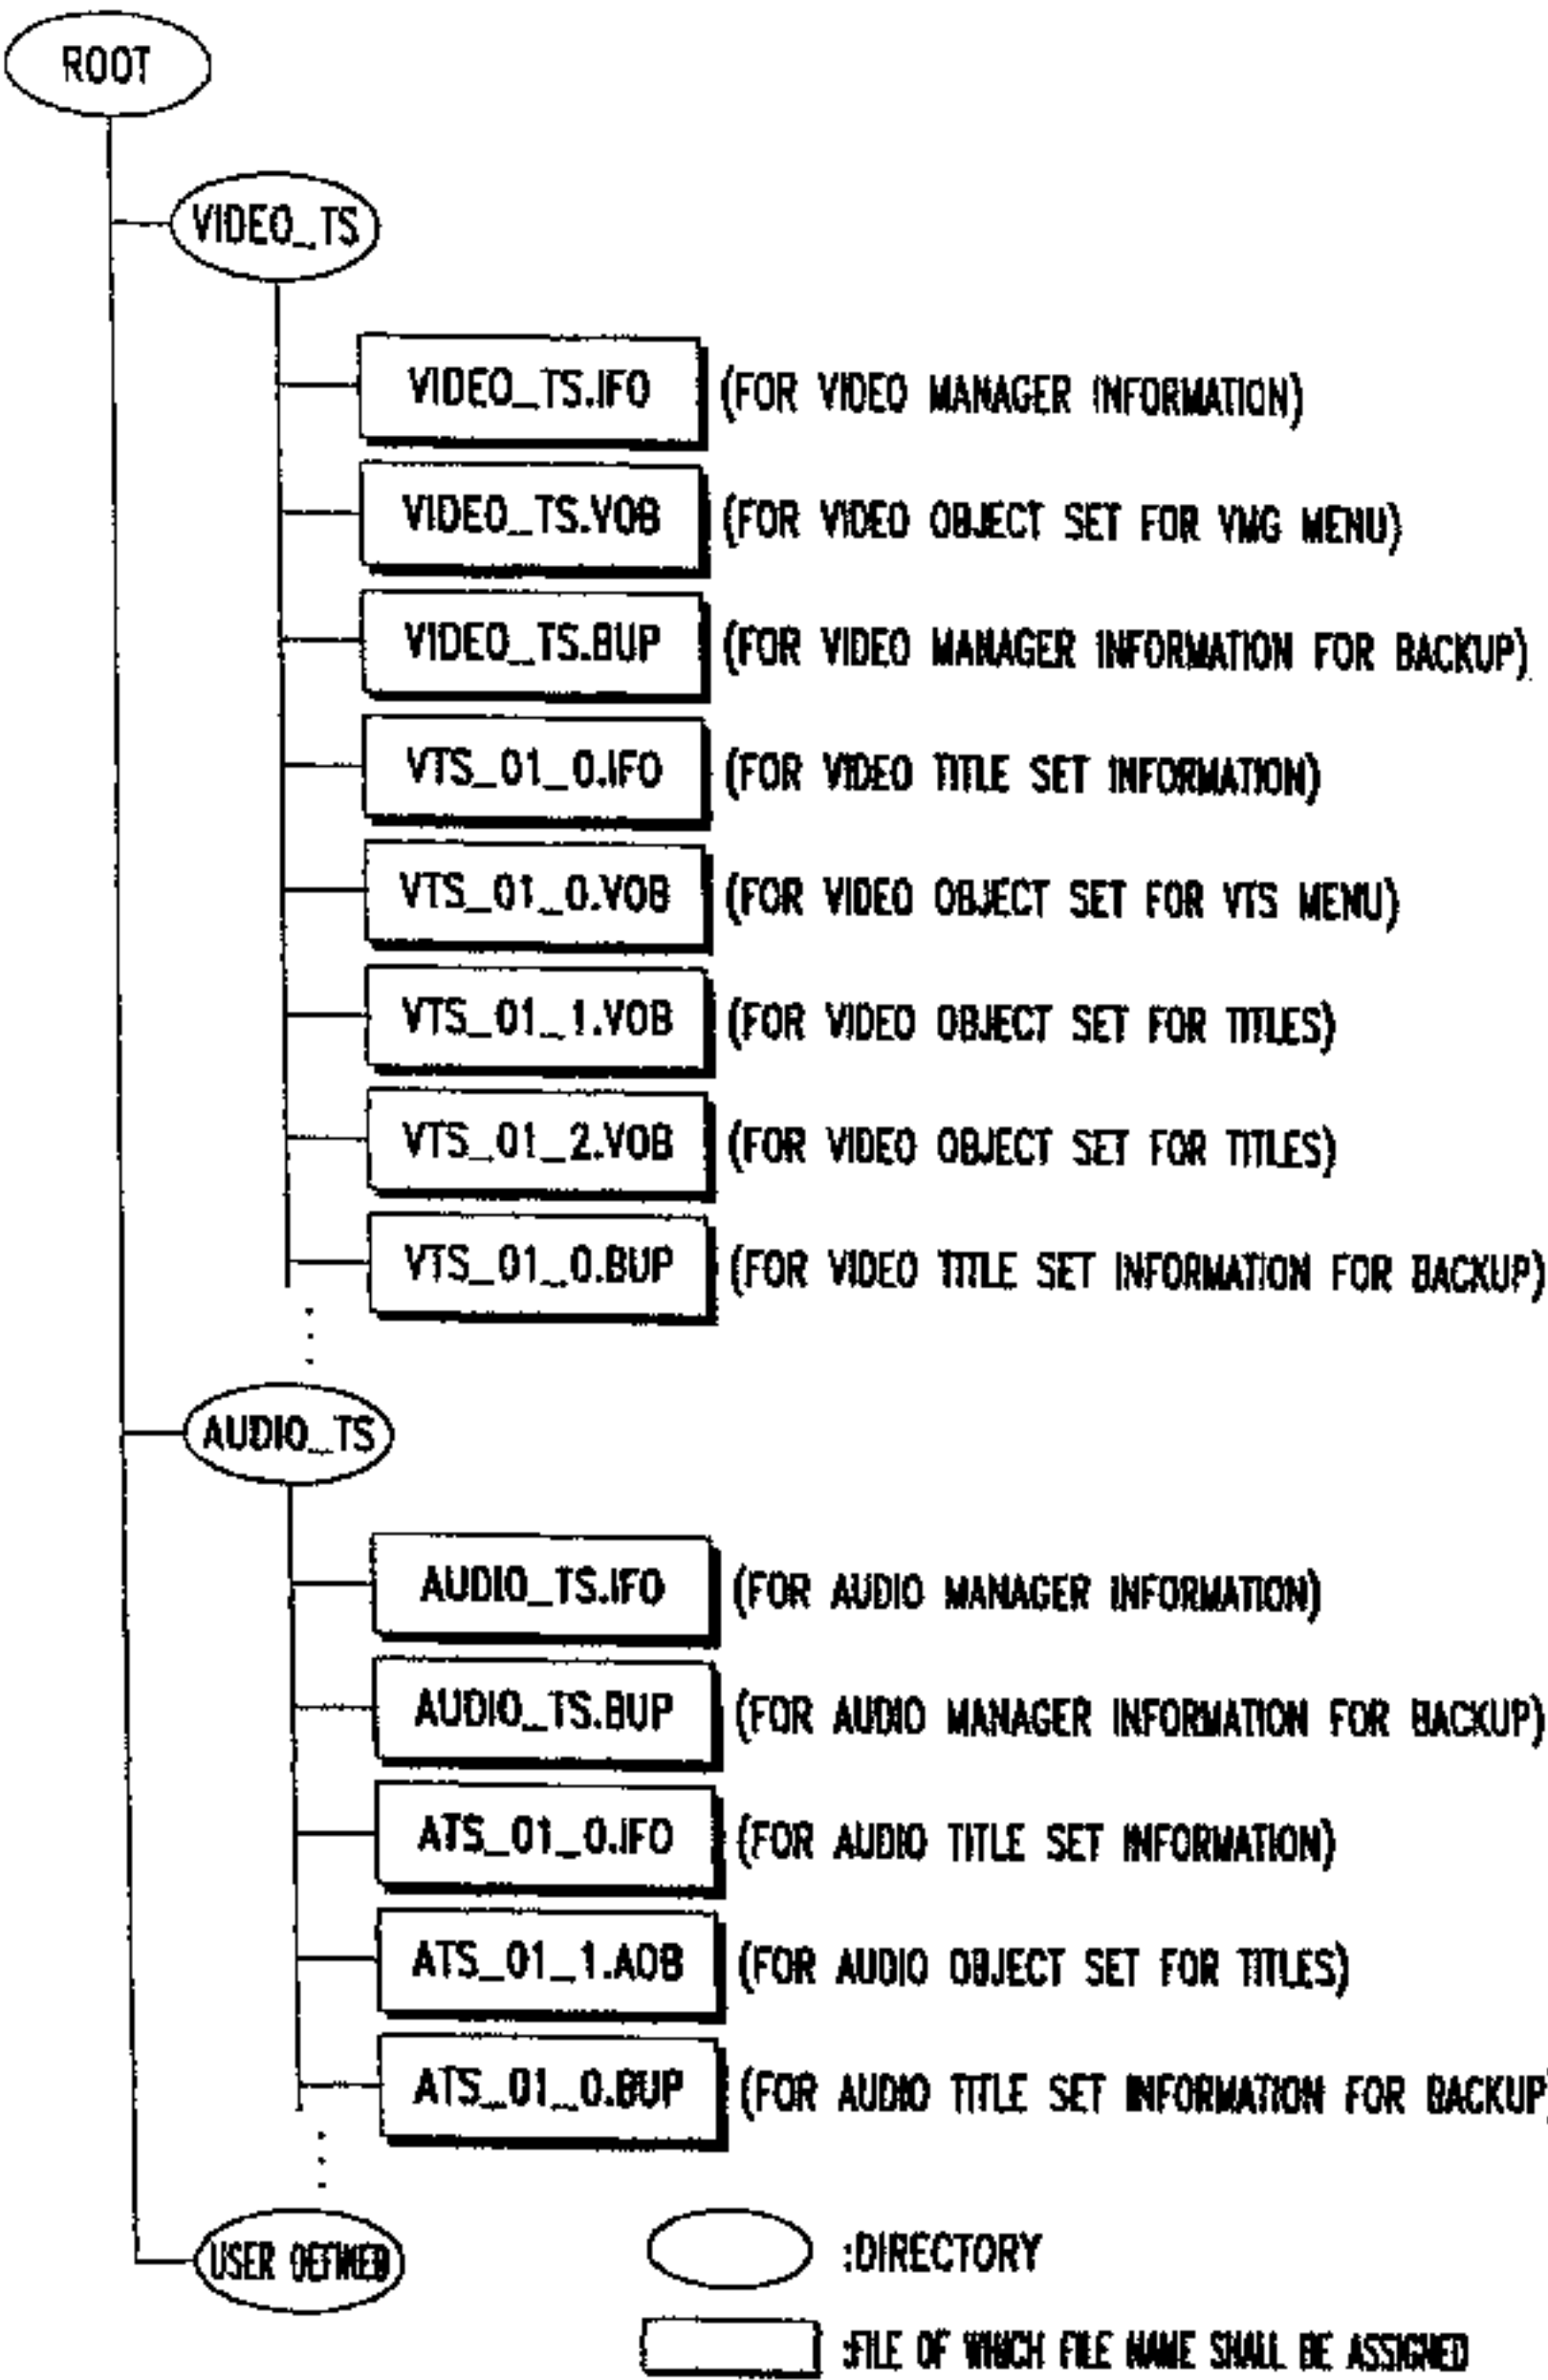 ROOT
VIDEO_TS
VIDEO_TS.IFO (FOR VIDEO MANAGER INFORMATION)
VIDEO_TS.VOB (FOR VIDEO OBJECT SET FOR VMG MENU)
VIDEO_TS.BUP (FOR VIDEO MANAGER INFORMATION FOR BACKUP)
VTS_01_0.IFO (FOR VIDEO TITLE SET INFORMATION)
VTS_01_0.VOB (FOR VIDEO OBJECT SET FOR VTS MENU)
VTS_01_1.VOB (FOR VIDEO OBJECT SET FOR TITLES)
VTS_01_2.VOB (FOR VIDEO OBJECT SET FOR TITLES)
VTS_01_0.BUP (FOR VIDEO TITLE SET INFORMATION FOR BACKUP)
AUDIO_TS
AUDIO_TS.IFO (FOR AUDIO MANAGER INFORMATION)
AUDIO_TS.BUP (FOR AUDIO MANAGER INFORMATION FOR BACKUP)
ATS_01_0.IFO (FOR AUDIO TITLE SET INFORMATION)
ATS_01_1.AOB (FOR AUDIO OBJECT SET FOR TITLES)
ATS_01_0.BUP (FOR AUDIO TITLE SET INFORMATION FOR BACKUP)
USER DEFINED
:DIRECTORY
:FILE OF WHICH FILE NAME SHALL BE ASSIGNED